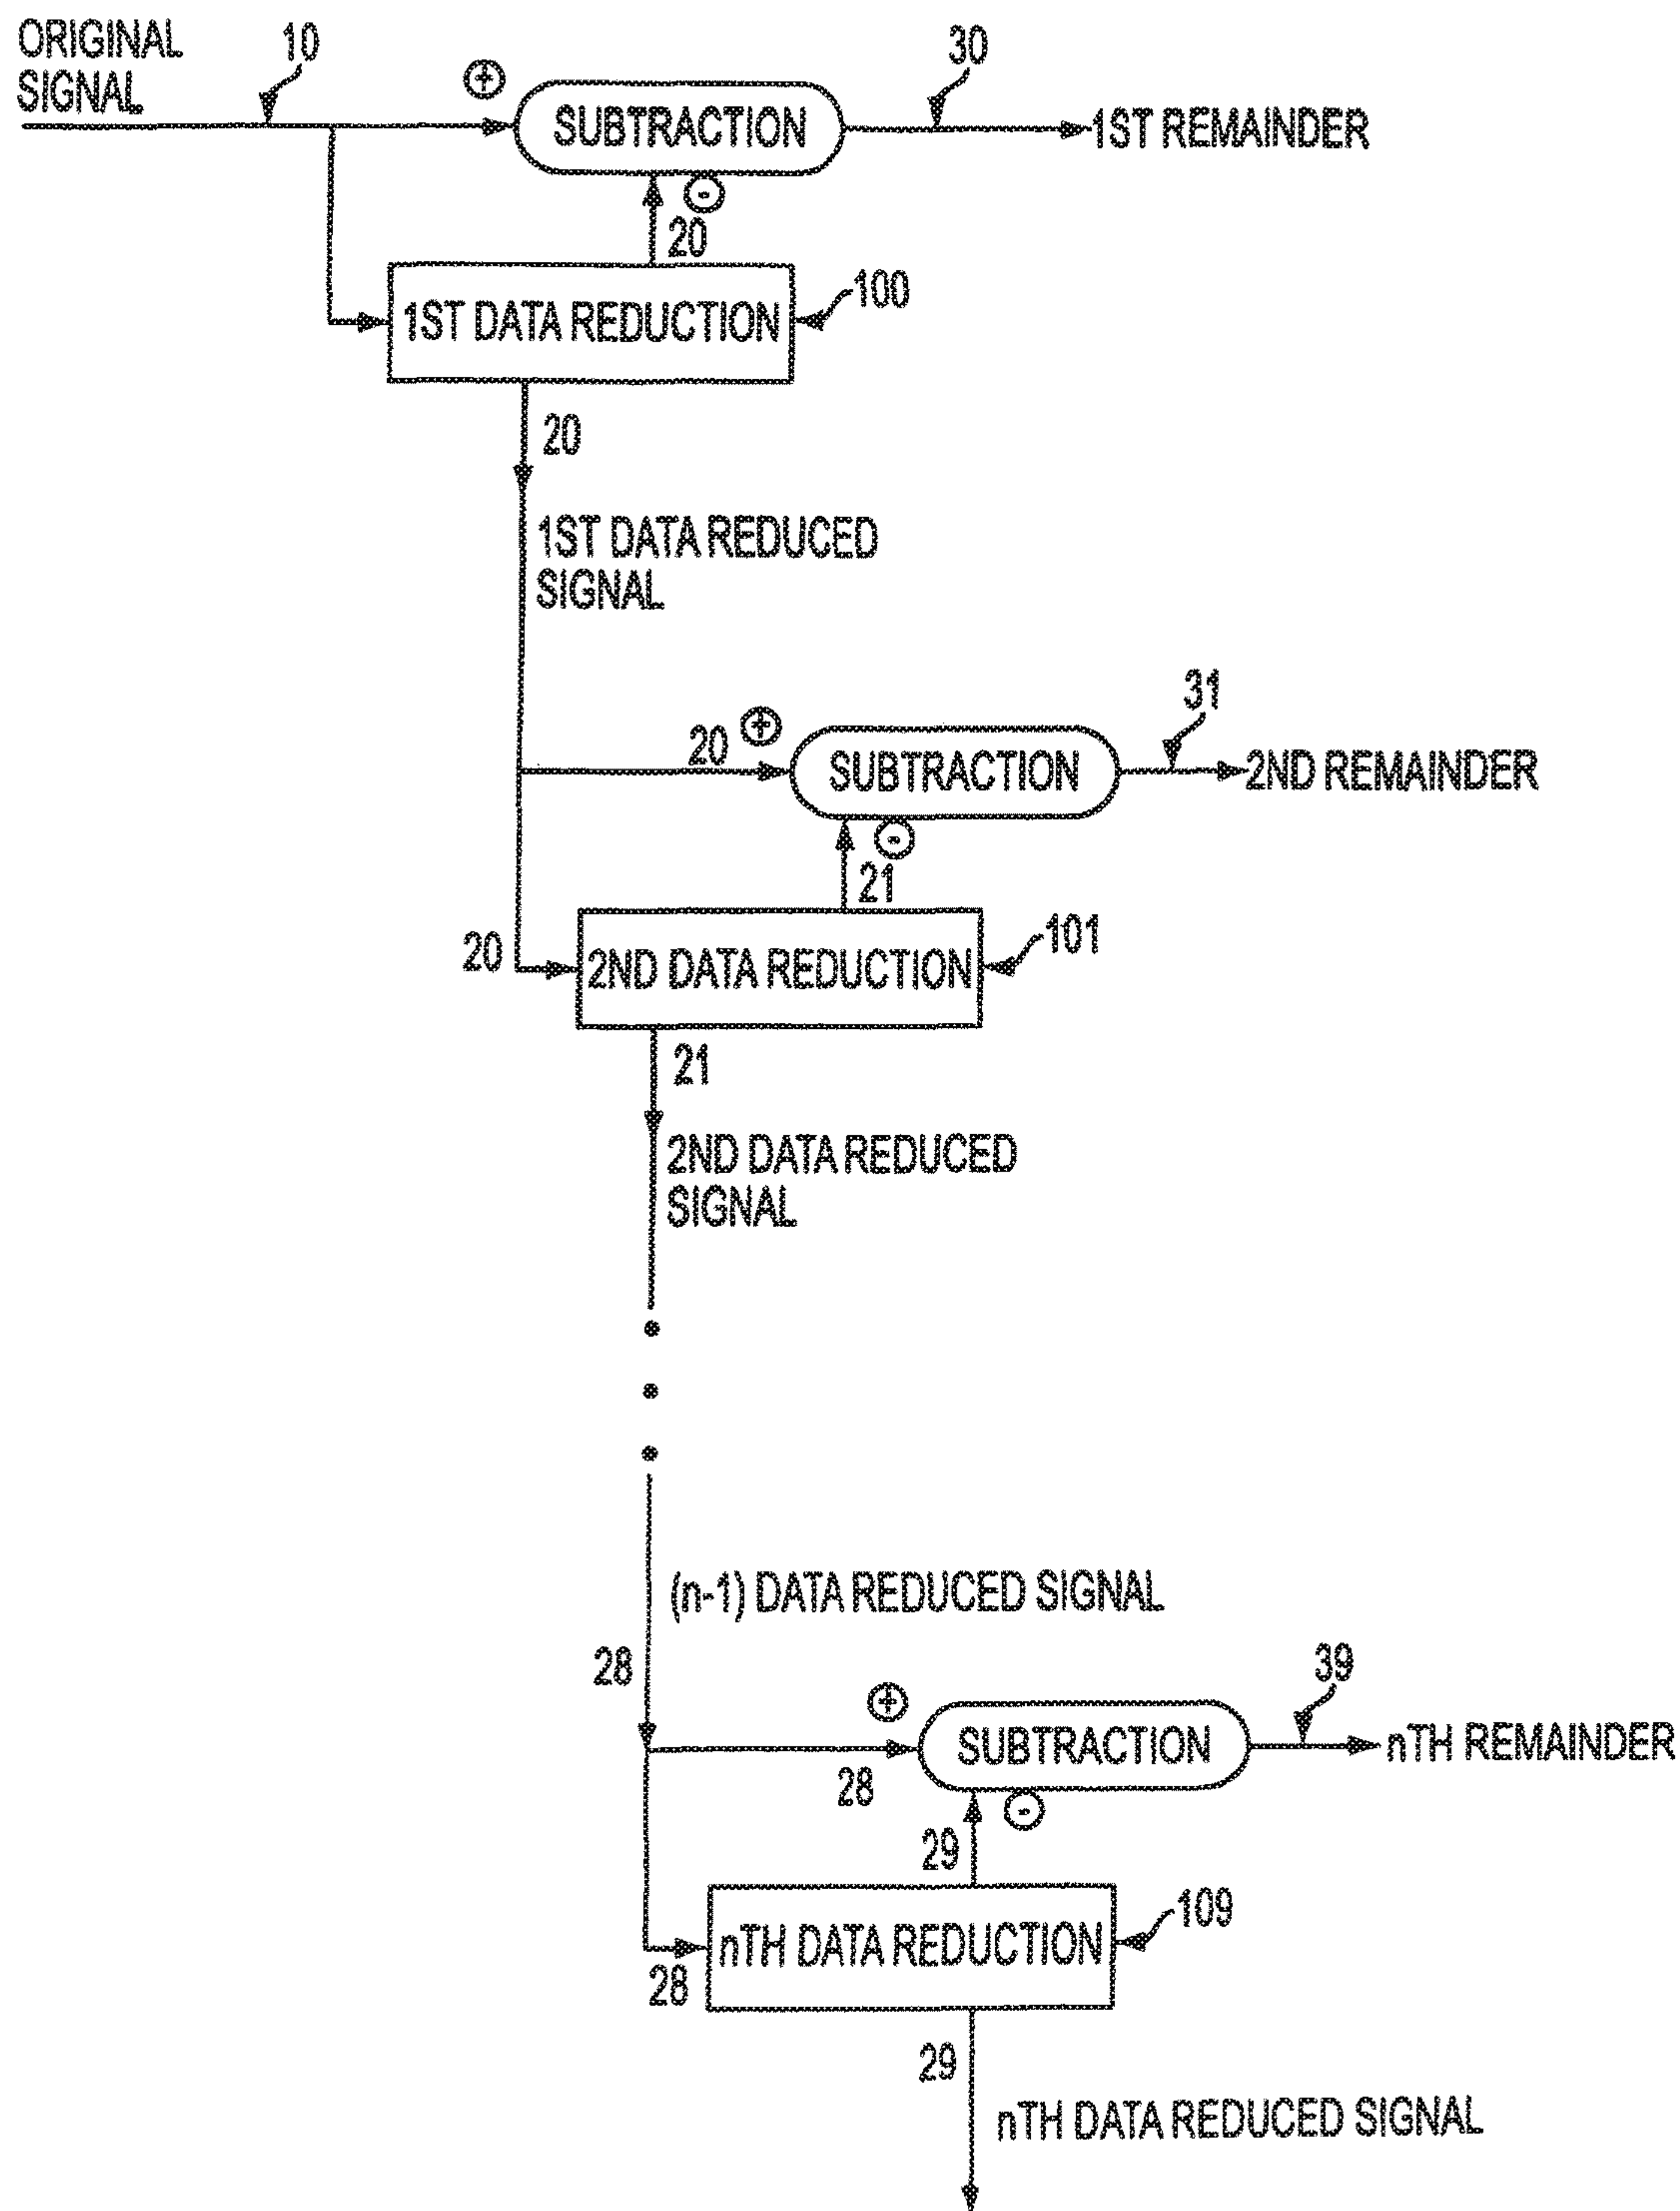 ORIGINAL
SIGNAL
10
+
SUBTRACTION
30
1ST REMAINDER
-
20
1ST DATA REDUCTION
100
20
1ST DATA REDUCED
SIGNAL
20
+
SUBTRACTION
31
2ND REMAINDER
-
21
20
2ND DATA REDUCTION
101
21
2ND DATA REDUCED
SIGNAL
(n-1) DATA REDUCED SIGNAL
28
+
28
SUBTRACTION
39
nTH REMAINDER
-
29
28
nTH DATA REDUCTION
109
29
nTH DATA REDUCED SIGNAL